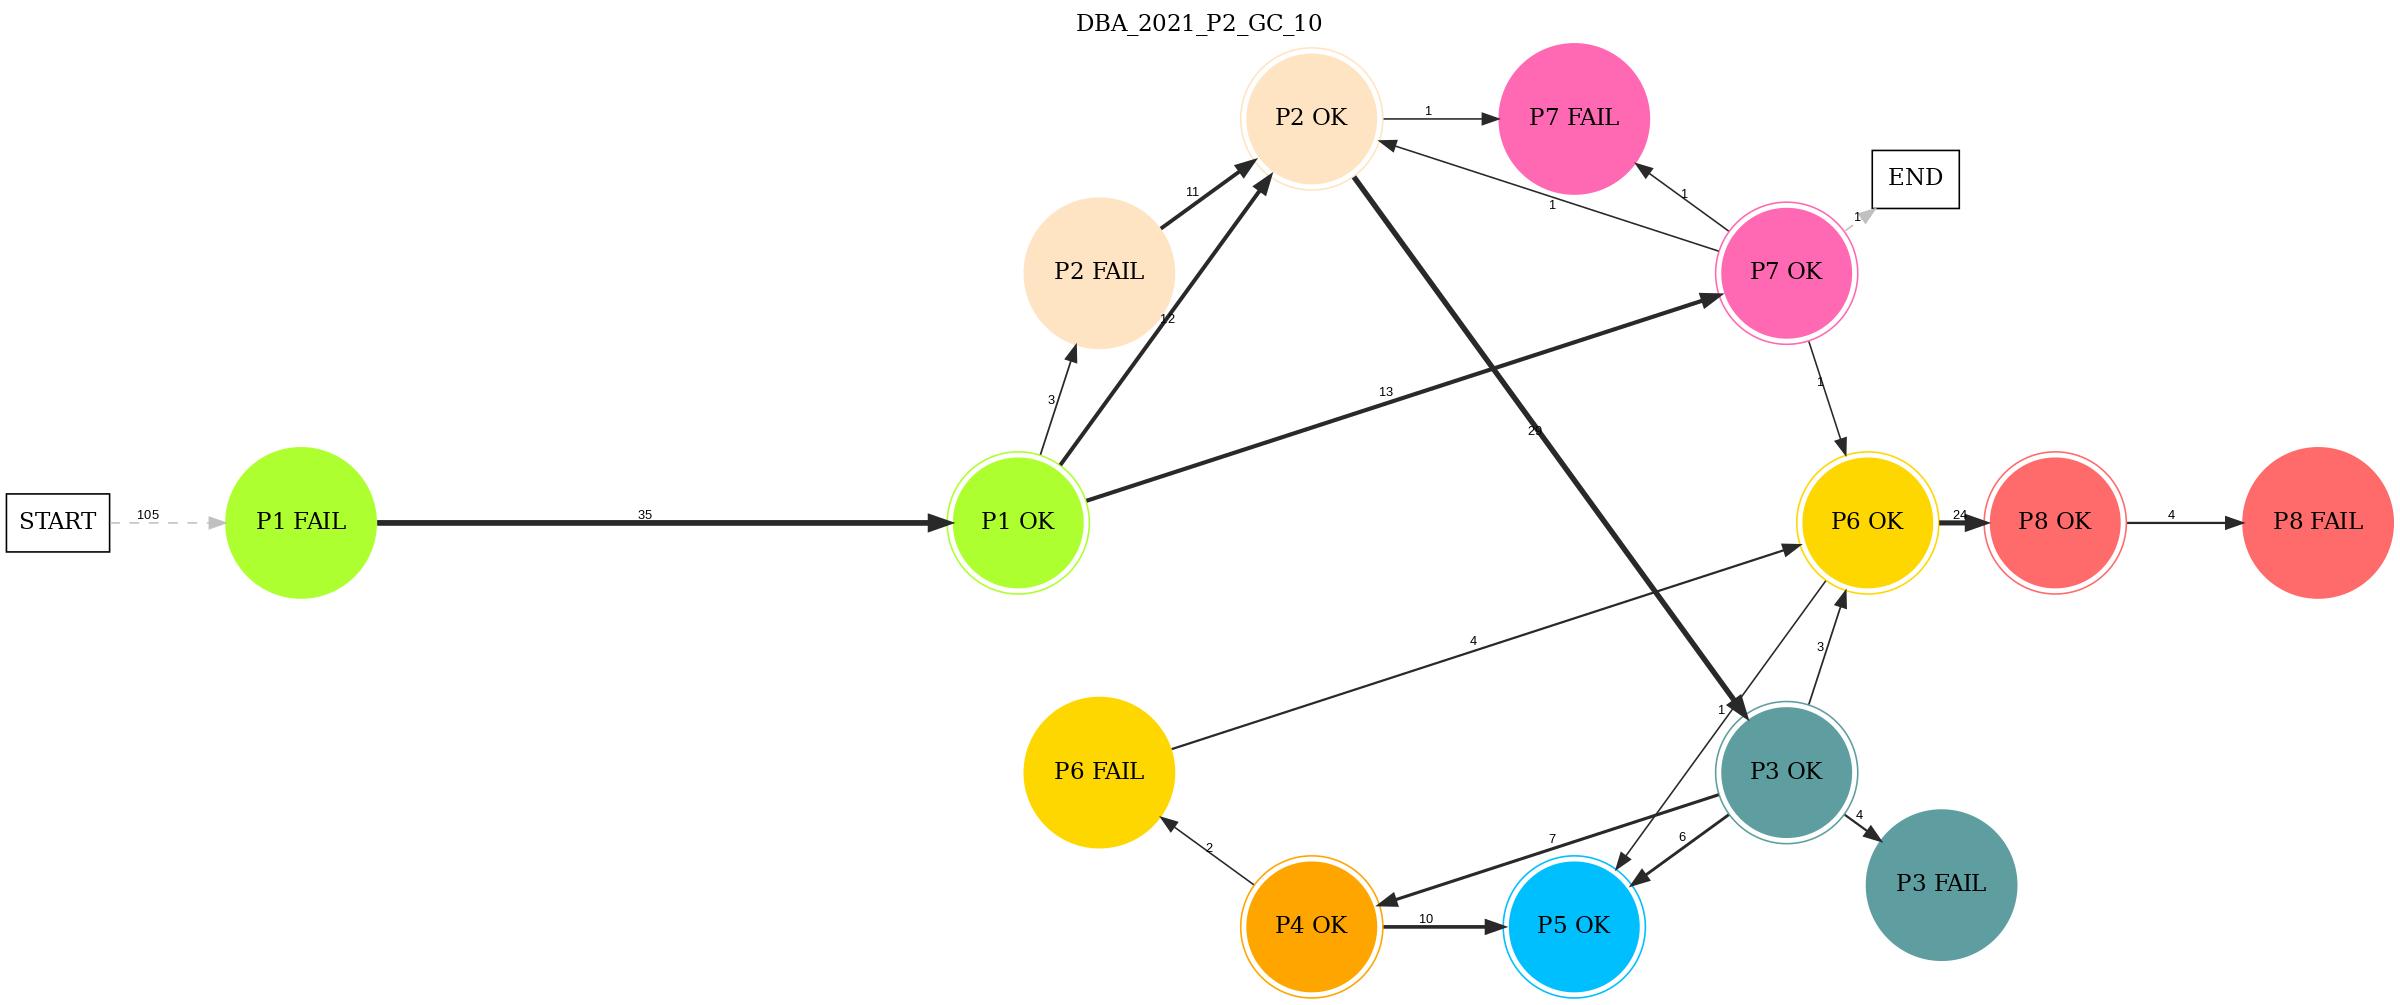 DBA_2021_P2_GC_10
P2 OK
1
P7 FAIL
END
11
1
1
1
P2 FAIL
P7 OK
12
3
13
1
29
START
105
P1 FAIL
35
P1 OK
P6 OK
24
P8 OK
4
P8 FAIL
4
3
1
P6 FAIL
P3 OK
2
7
6
4
P3 FAIL
P4 OK
10
P5 OK